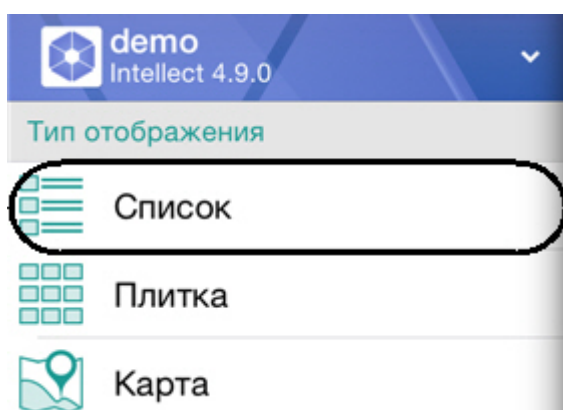 demo
Intellect 4.9.0
Тип отображения
Список
Плитка
Карта